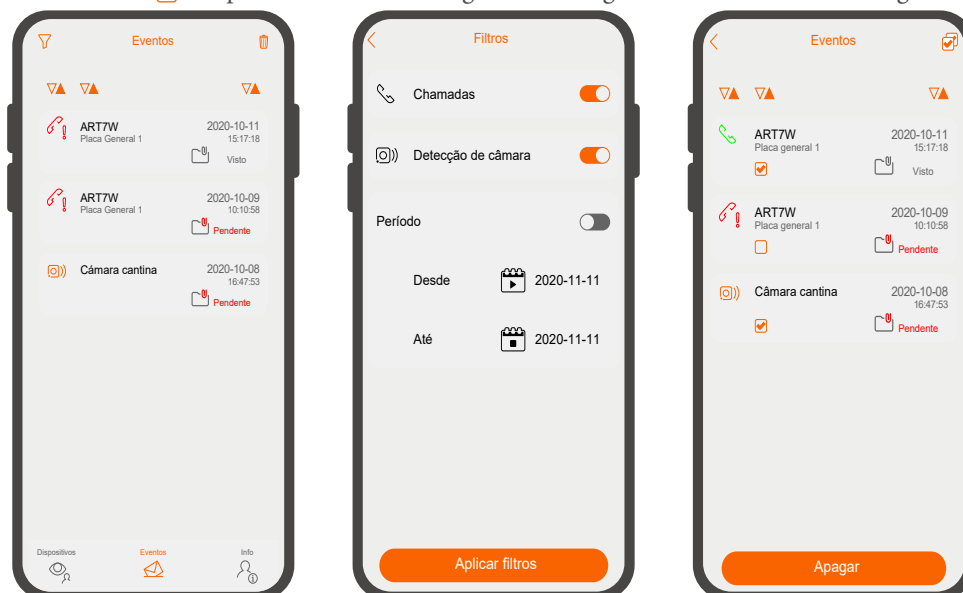 Eventos
ART7W
Placa General 1
2020-10-11
15:17:18
Visto
ART7W
Placa General 1
2020-10-09
10:10:58
Pendente
Cámara cantina
2020-10-08
16:47:53
Pendente
Dispositivos
Eventos
Info
Filtros
Chamadas
Detecção de câmara
Período
Desde
2020-11-11
Até
2020-11-11
Aplicar filtros
Eventos
ART7W
Placa general 1
2020-10-11
15:17:18
Visto
ART7W
Placa general 1
2020-10-09
10:10:58
Pendente
Câmara cantina
2020-10-08
16:47:53
Pendente
Apagar